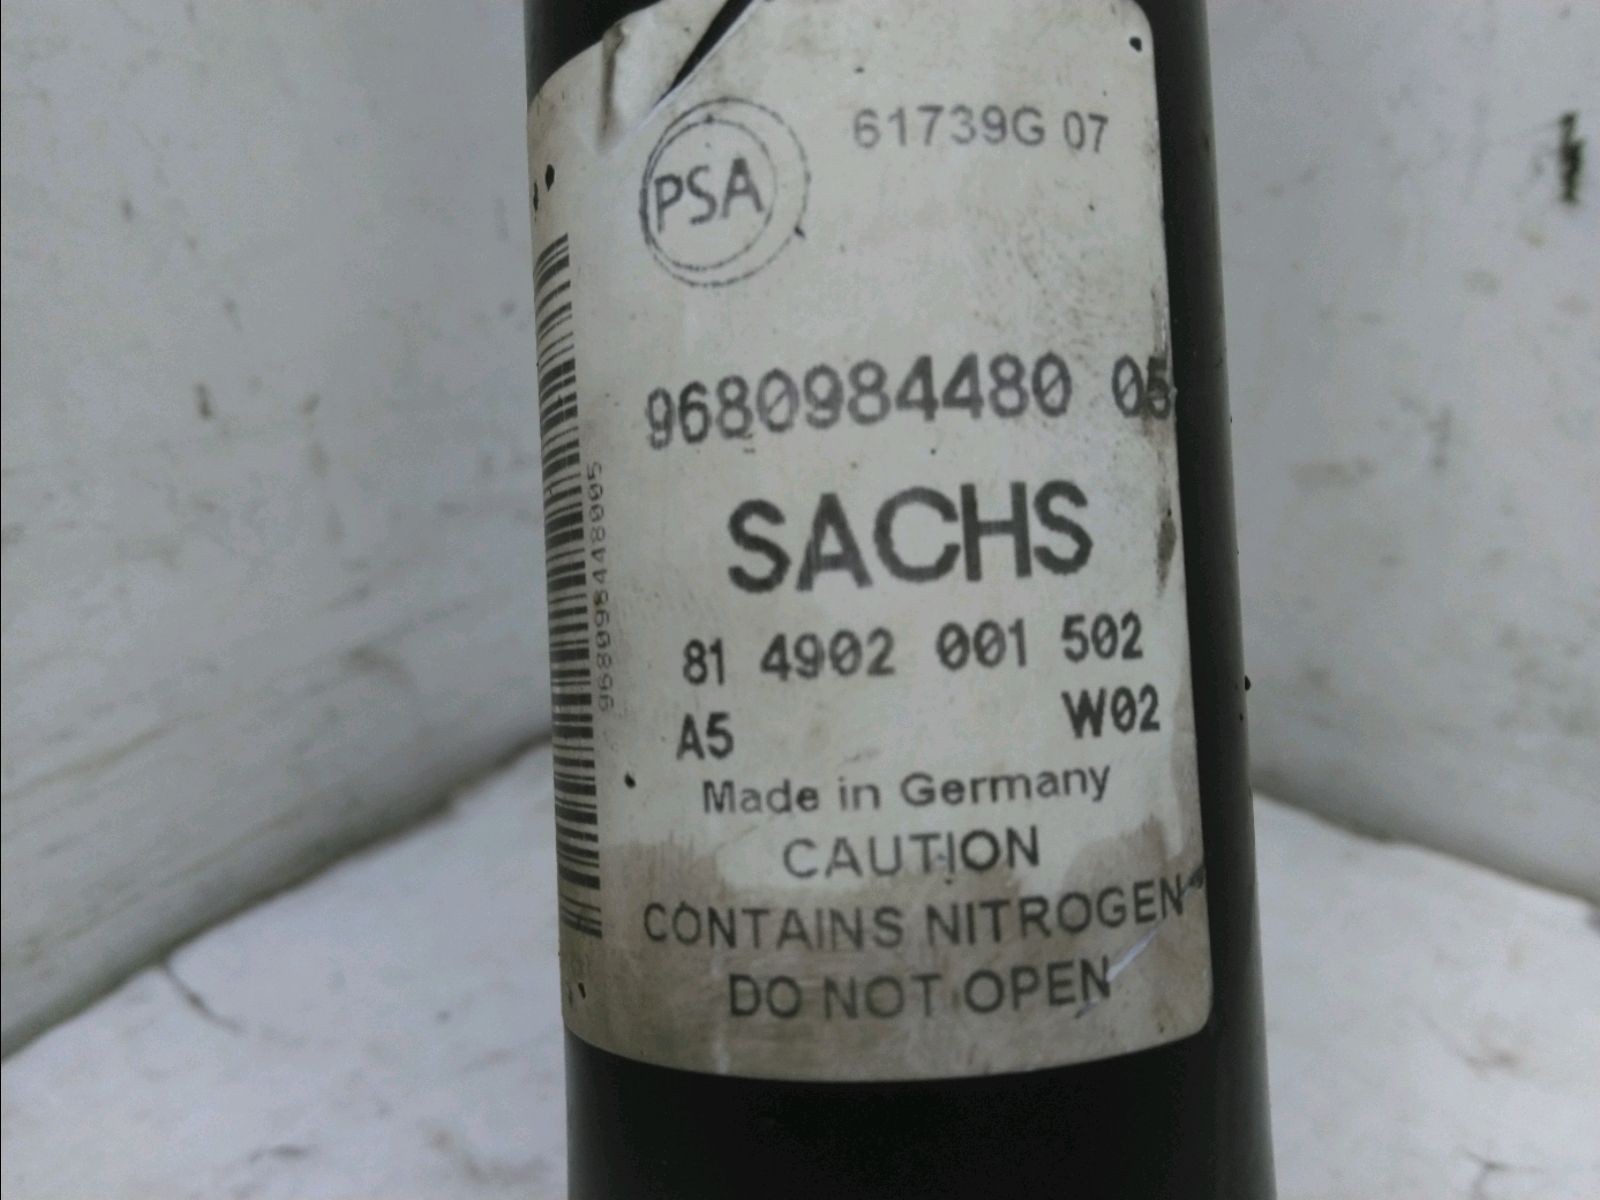 61739G 07
PSA
9680984480 05
SACHS
81 4902 001 502
A5 W02
Made in Germany
CAUTION
CONTAINS NITROGEN
DO NOT OPEN
968098448005